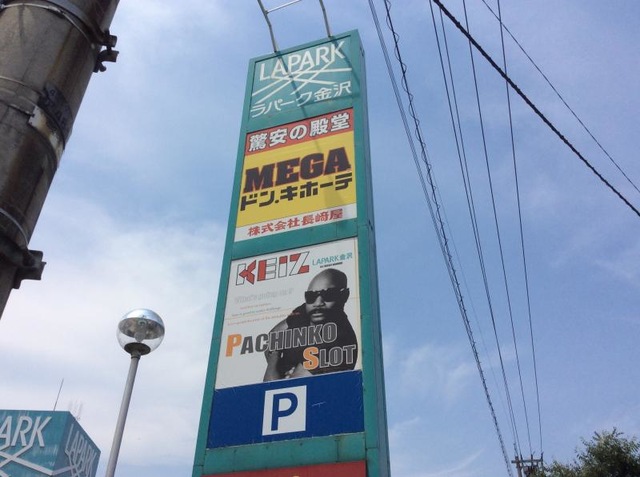 LAPARK
ラパーク金沢
驚安の殿堂
MEGA
ドン.キホーテ
株式会社長崎屋
KEIZ
LAPARK金沢
PACHINKO
SLOT
P
ARK
LAPARK